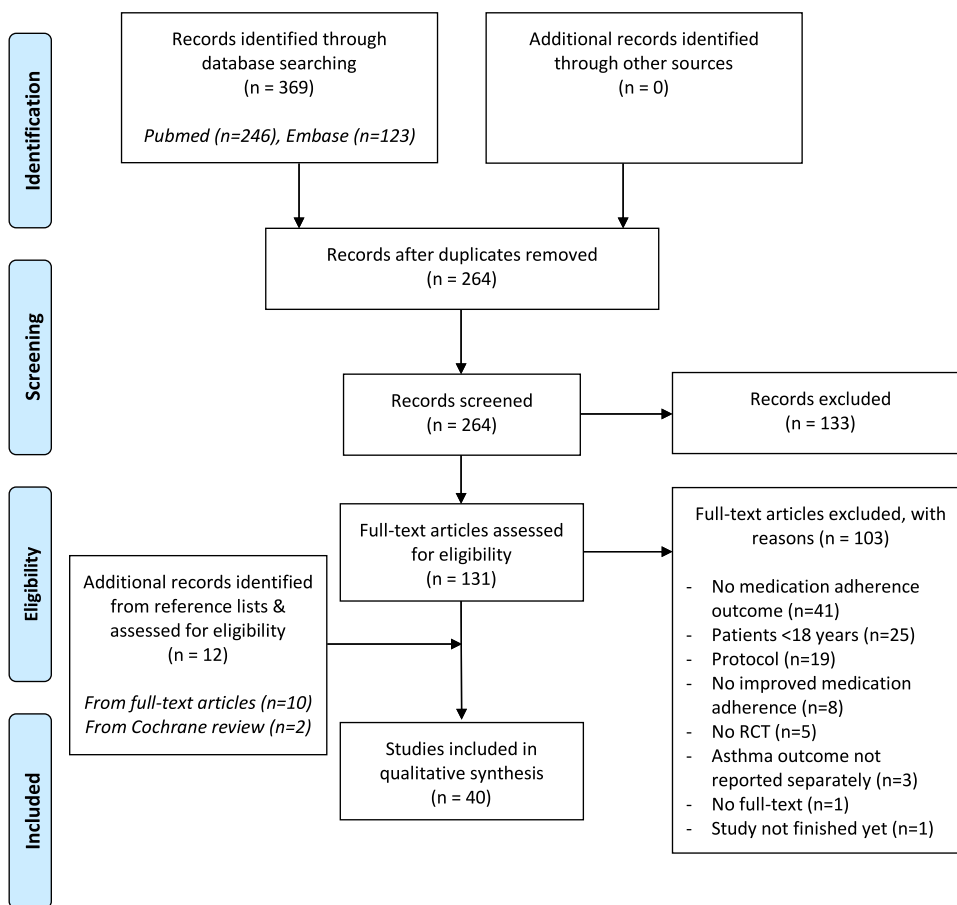 Identification
Records identified through
database searching
(n = 369)
Pubmed (n=246), Embase (n=123)
Additional records identified
through other sources
(n = 0)
Records after duplicates removed
(n = 264)
Screening
Records screened
(n = 264)
Records excluded
(n = 133)
Eligibility
Full-text articles assessed
for eligibility
(n = 131)
Full-text articles excluded, with
reasons (n = 103)
- No medication adherence
outcome (n=41)
- Patients <18 years (n=25)
- Protocol (n=19)
- No improved medication
adherence (n=8)
- No RCT (n=5)
- Asthma outcome not
reported separately (n=3)
- No full-text (n=1)
- Study not finished yet (n=1)
Additional records identified
from reference lists &
assessed for eligibility
(n = 12)
From full-text articles (n=10)
From Cochrane review (n=2)
Included
Studies included in
qualitative synthesis
(n = 40)